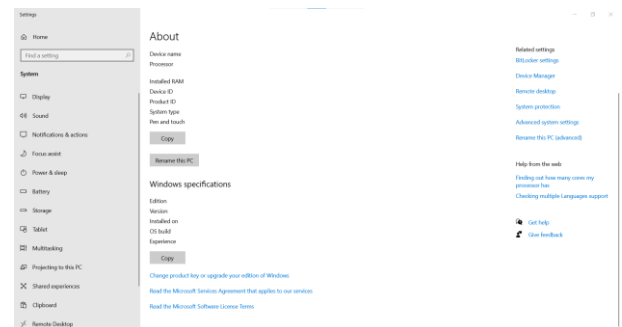 Settings
Home
Find a setting
System
Display
Sound
Notifications & actions
Focus assist
Power & sleep
Battery
Storage
Tablet
Multitasking
Projecting to this PC
Shared experiences
Clipboard
Remote Desktop
About
Device name
Processor
Installed RAM
Device ID
Product ID
System type
Pen and touch
Copy
Rename this PC
Windows specifications
Edition
Version
Installed on
OS build
Experience
Copy
Change product key or upgrade your edition of Windows
Read the Microsoft Services Agreement that applies to our services
Read the Microsoft Software License Terms
Related settings
BitLocker settings
Device Manager
Remote desktop
System protection
Advanced system settings
Rename this PC (advanced)
Help from the web
Finding out how many cores my
processor has
Checking multiple Languages support
Get help
Give feedback